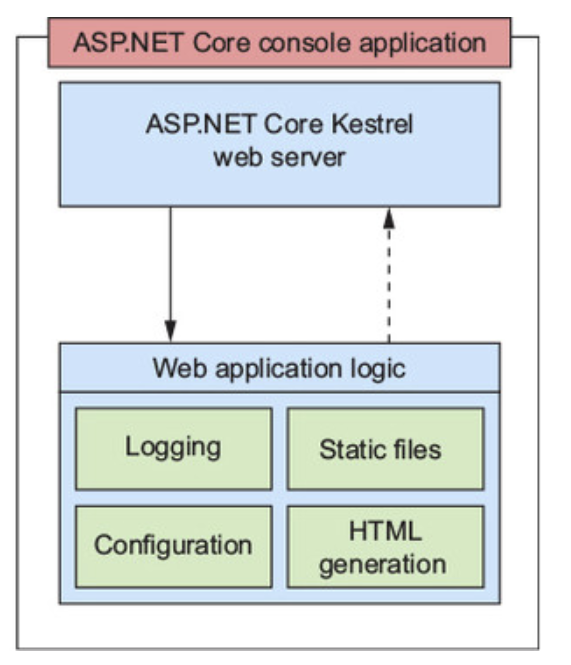 ASP.NET Core console application
ASP.NET Core Kestrel
web server
Web application logic
Logging
Static files
Configuration
HTML
generation